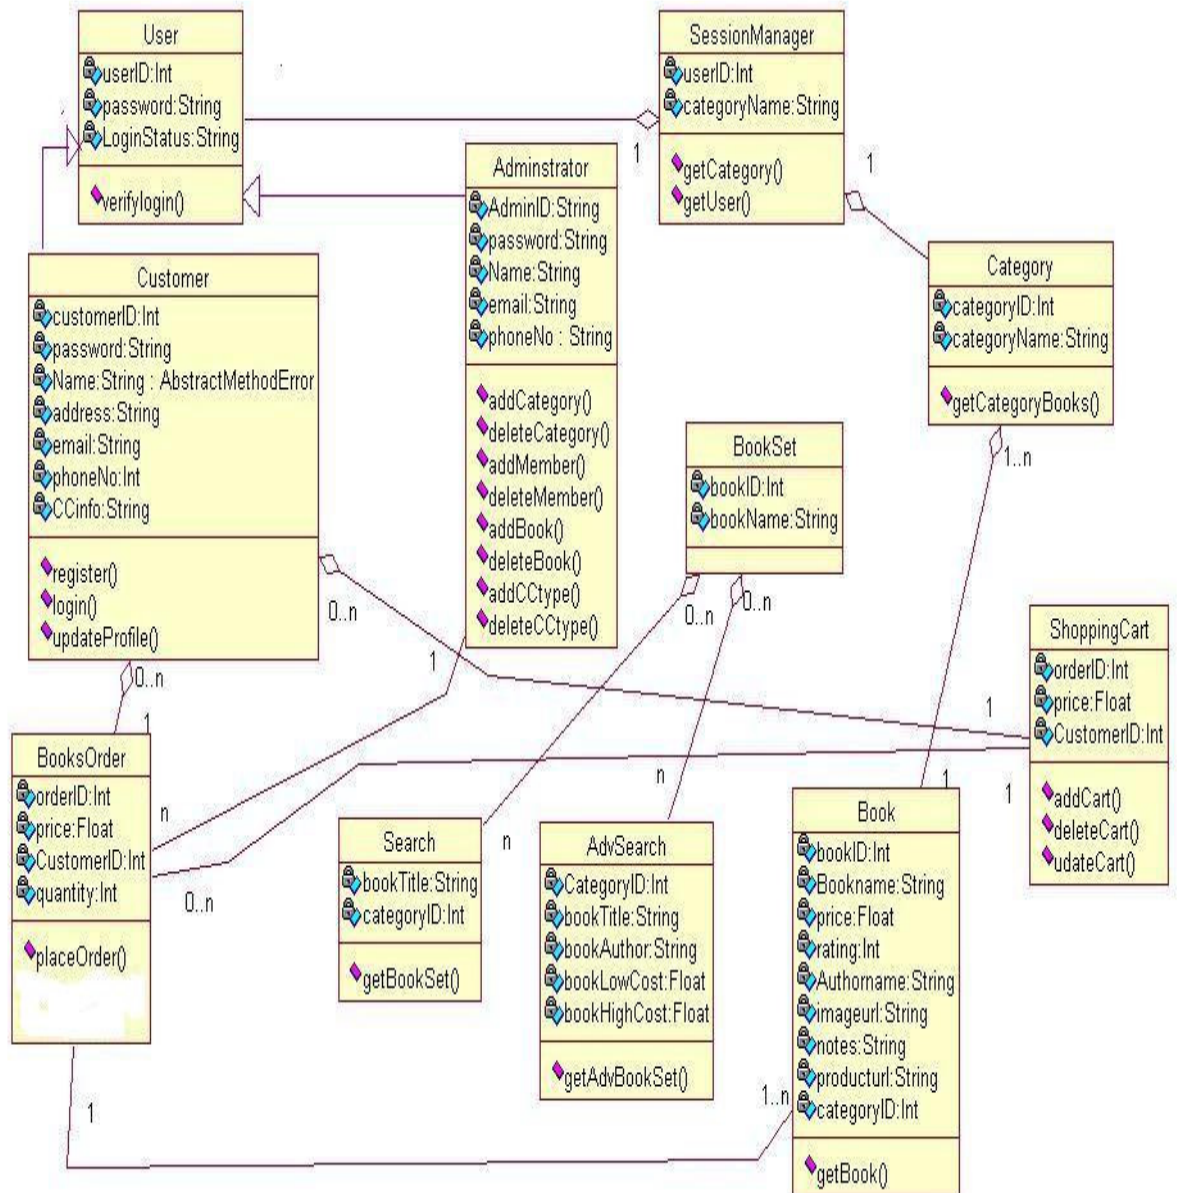 User
userID:Int
password:String
LoginStatus:String
verifylogin()
SessionManager
userID:Int
categoryName:String
getCategory()
getUser()
1
1
Adminstrator
AdminID:String
password:String
Name:String
email:String
phoneNo : String
addCategory()
deleteCategory()
addMember()
deleteMember()
addBook()
deleteBook()
addCCtype()
deleteCCtype()
Customer
customerID:Int
password:String
Name:String : AbstractMethodError
address:String
email:String
phoneNo:Int
CCinfo:String
register()
login()
updateProfile()
Category
categoryID:Int
categoryName:String
getCategoryBooks()
1..n
BookSet
bookID:Int
bookName:String
0..n
0..n
0..n
0..n
1
1
ShoppingCart
orderID:Int
price:Float
CustomerID:Int
addCart()
deleteCart()
udateCart()
1
1
BooksOrder
orderID:Int
price:Float
CustomerID:Int
quantity:Int
placeOrder()
n
0..n
1
Search
bookTitle:String
categoryID:Int
getBookSet()
n
AdvSearch
CategoryID:Int
bookTitle:String
bookAuthor:String
bookLowCost:Float
bookHighCost:Float
getAdvBookSet()
n
1
Book
bookID:Int
Bookname:String
price:Float
rating:Int
Authorname:String
imageurl:String
notes:String
producturl:String
categoryID:Int
getBook()
1..n